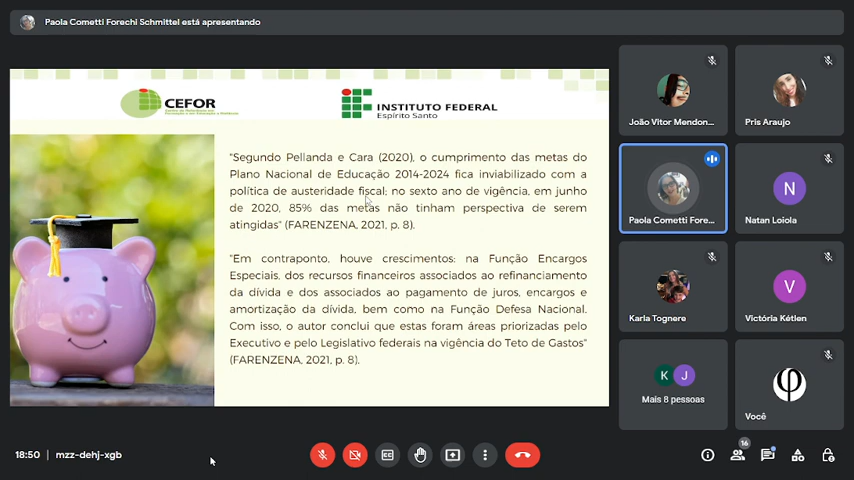 Paola Cometti Forechi Schmittel está apresentando
CEFOR
INSTITUTO FEDERAL
Espírito Santo
"Segundo Pellanda e Cara (2020), o cumprimento das metas do
Plano Nacional de Educação 2014-2024 fica inviabilizado com a
política de austeridade fiscal; no sexto ano de vigência, em junho
de 2020, 85% das metas não tinham perspectiva de serem
atingidas" (FARENZENA, 2021, p. 8).
"Em contraponto, houve crescimentos: na Função Encargos
Especiais, dos recursos financeiros associados ao refinanciamento
da dívida e dos associados ao pagamento de juros, encargos e
amortização da dívida, bem como na Função Defesa Nacional.
Com isso, o autor conclui que estas foram áreas priorizadas pelo
Executivo e pelo Legislativo federais na vigência do Teto de Gastos"
(FARENZENA, 2021, p. 8).
João Vitor Mendon...
Pris Araujo
Paola Cometti Fore...
N
Natan Loiola
Karla Tognere
V
Victória Kétlen
K J
Mais 8 pessoas
φ
Você
18:50 | mzz-dehj-xgb
CC
16